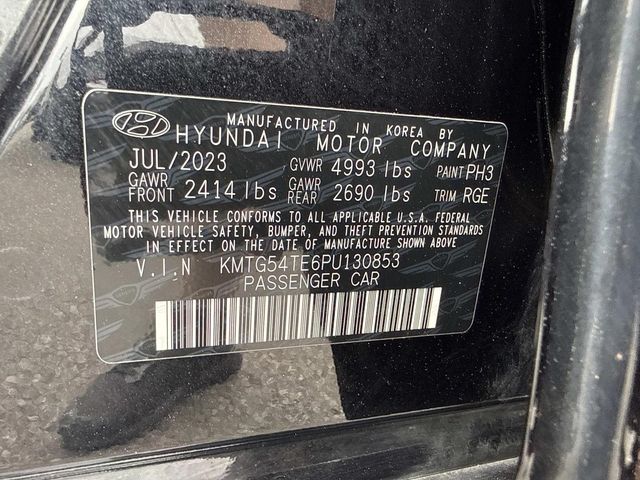 MANUFACTURED IN KOREA BY
HYUNDAI MOTOR COMPANY
JUL/2023 GVWR 4993 lbs PAINT PH3
GAWR FRONT 2414 lbs GAWR REAR 2690 lbs TRIM RGE
THIS VEHICLE CONFORMS TO ALL APPLICABLE U.S.A. FEDERAL
MOTOR VEHICLE SAFETY, BUMPER, AND THEFT PREVENTION STANDARDS
IN EFFECT ON THE DATE OF MANUFACTURE SHOWN ABOVE
V.I.N KMTG54TE6PU130853
PASSENGER CAR